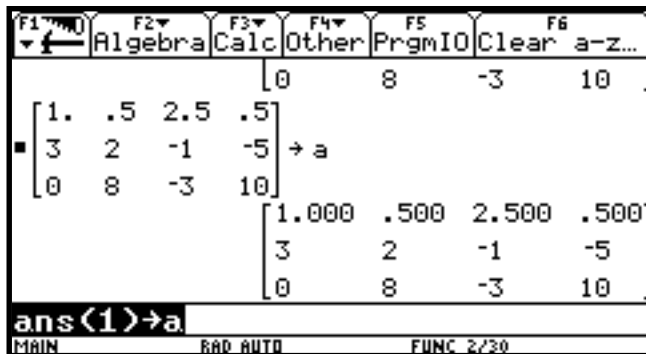 F1 F2 F3 F4 F5 F6
Algebra Calc Other PrgmIO Clear a-z…
0 8 -3 10
1. .5 2.5 .5
3 2 -1 -5 → a
0 8 -3 10
1.000 .500 2.500 .500
3 2 -1 -5
0 8 -3 10
ans(1)→a
MAIN RAD AUTO FUNC 2/30